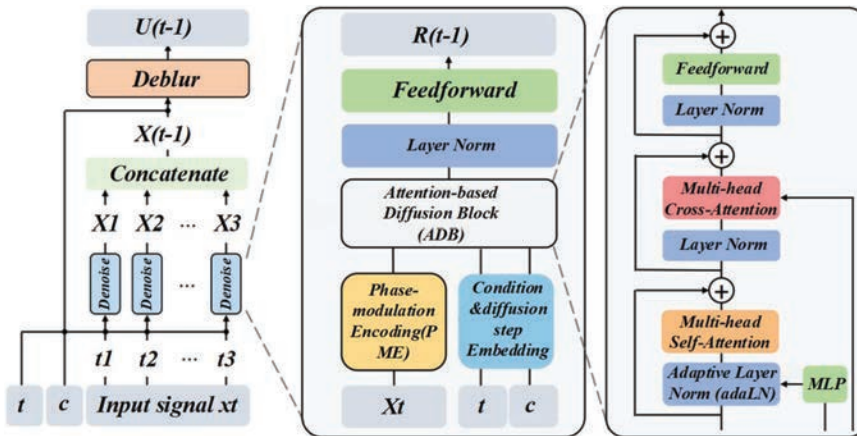 U(t-1)
Deblur
X(t-1)
Concatenate
X1 X2 ... X3
Denoise Denoise ... Denoise
t1 t2 ... t3
t c Input signal xt
R(t-1)
Feedforward
Layer Norm
Attention-based
Diffusion Block
(ADB)
Phase-
modulation
Encoding(P
ME)
Condition
&diffusion
step
Embedding
Xt t c
Feedforward
Layer Norm
Multi-head
Cross-Attention
Layer Norm
Multi-head
Self-Attention
Adaptive Layer
Norm (adaLN)
MLP